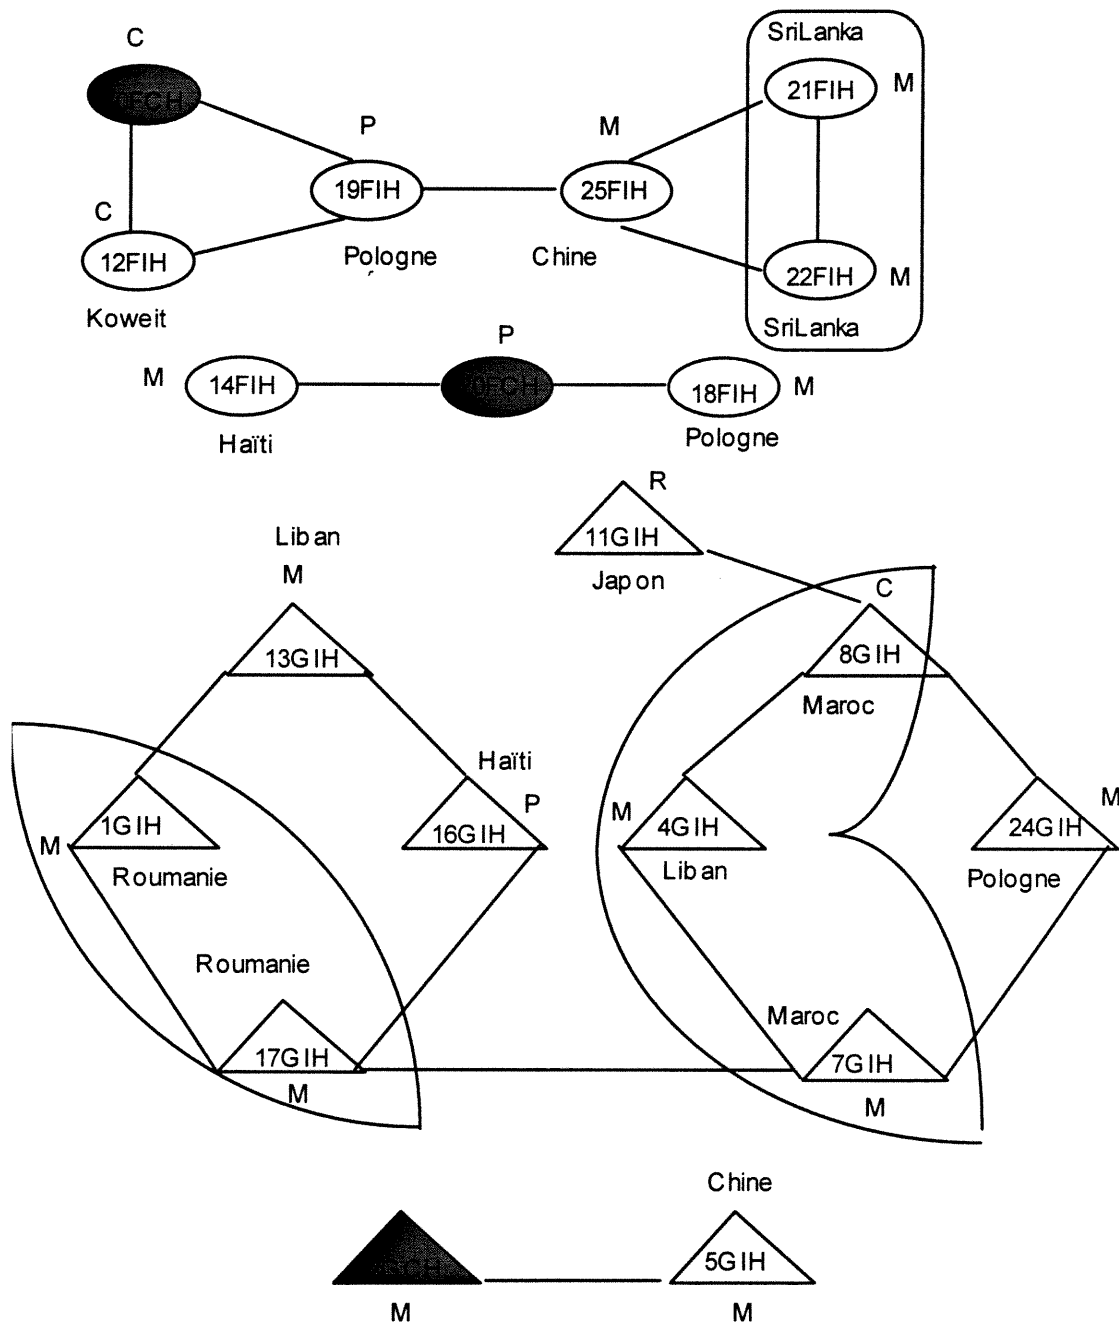 C
SriLanka
21FIH M
P
M
19FIH
25FIH
C
12FIH
Pologne
Chine
22FIH M
Koweit
SriLanka
P
M 14FIH
18FIH M
Haïti
Pologne
R
11GIH
Japon
Liban
M
C
13GIH
8GIH
Maroc
Haïti
P
M
M
1GIH
16GIH
4GIH
24GIH
M
Roumanie
Liban
Pologne
Roumanie
Maroc
17GIH
7GIH
M
M
Chine
5GIH
M
M